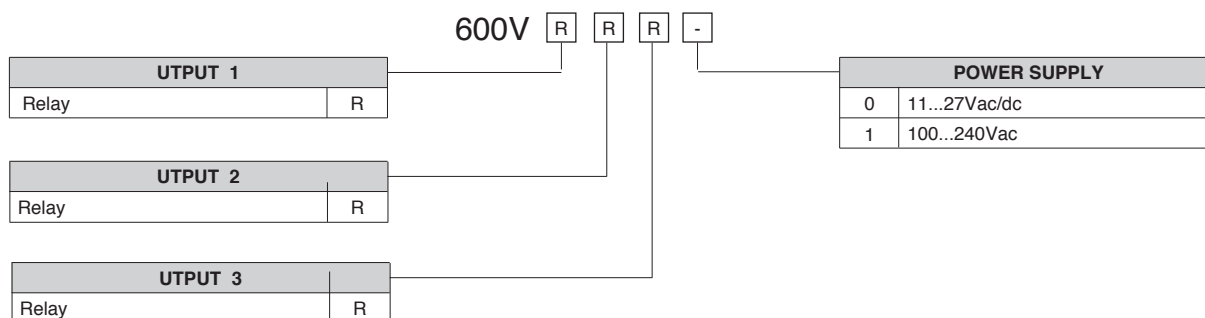 600V R R R -
UTPUT 1
Relay R
UTPUT 2
Relay R
UTPUT 3
Relay R
POWER SUPPLY
0 11...27Vac/dc
1 100...240Vac